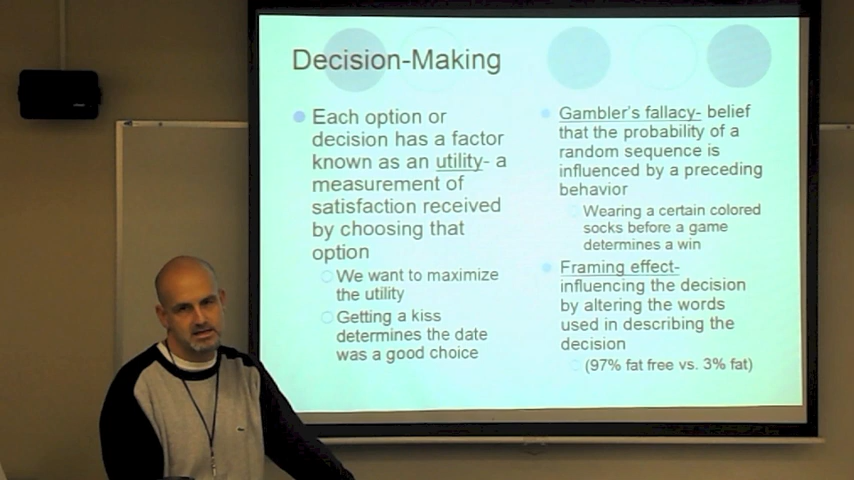 Decision-Making
Each option or
decision has a factor
known as an utility- a
measurement of
satisfaction received
by choosing that
option
We want to maximize
the utility
Getting a kiss
determines the date
was a good choice
Gambler's fallacy- belief
that the probability of a
random sequence is
influenced by a preceding
behavior
Wearing a certain colored
socks before a game
determines a win
Framing effect-
influencing the decision
by altering the words
used in describing the
decision
(97% fat free vs. 3% fat)